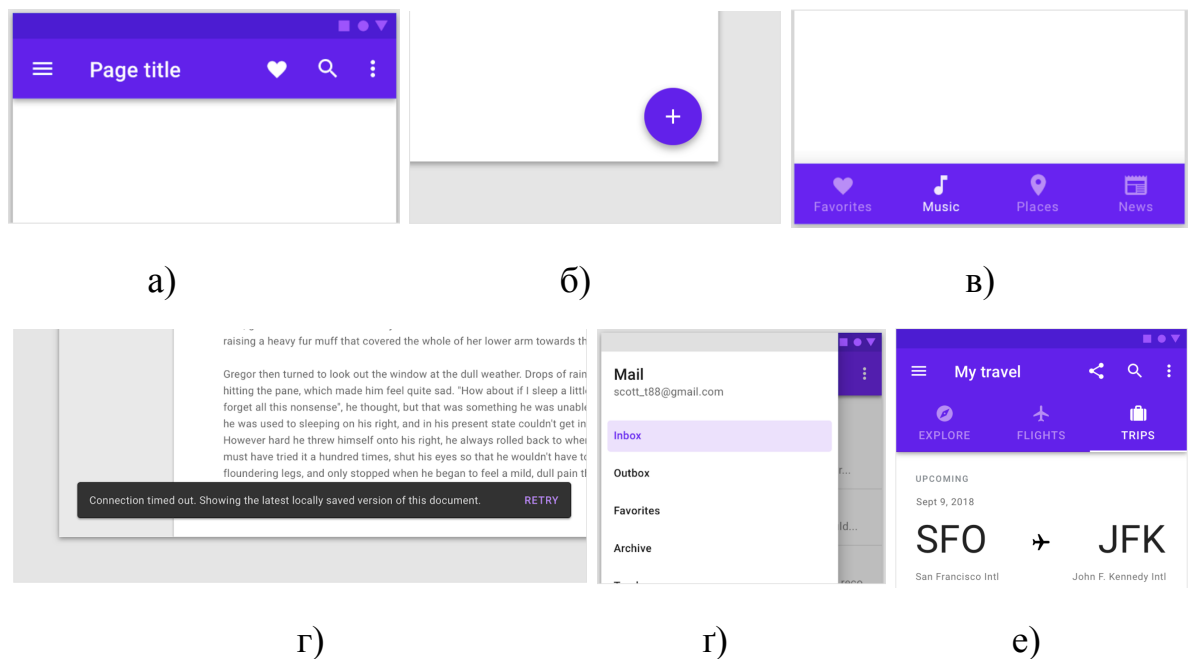 Page title
Favorites
Music
Places
News
а)
б)
в)
raising a heavy fur muff that covered the whole of her lower arm towards th
Gregor then turned to look out the window at the dull weather. Drops of rain
hitting the pane, which made him feel quite sad. "How about if I sleep a little
forget all this nonsense", he thought, but that was something he was unable
he was used to sleeping on his right, and in his present state couldn't get in
However hard he threw himself onto his right, he always rolled back to wher
must have tried it a hundred times, shut his eyes so that he wouldn't have to
floundering legs, and only stopped when he began to feel a mild, dull pain t
Connection timed out. Showing the latest locally saved version of this document.
RETRY
Mail
scott_t88@gmail.com
Inbox
Outbox
Favorites
Archive
r...
ld...
My travel
EXPLORE
FLIGHTS
TRIPS
UPCOMING
Sept 9, 2018
SFO
JFK
San Francisco Intl
John F. Kennedy Intl
г)
ґ)
е)